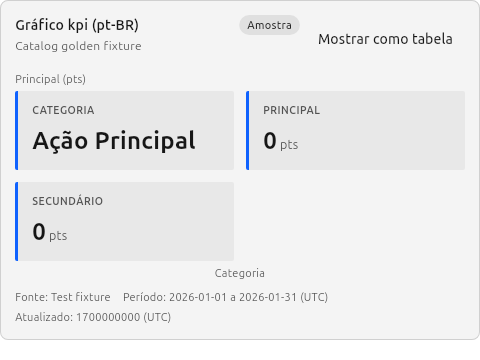 Gráfico kpi (pt-BR)
Amostra
Catalog golden fixture
Mostrar como tabela
Principal (pts)
CATEGORIA
Ação Principal
PRINCIPAL
0 pts
SECUNDÁRIO
0 pts
Categoria
Fonte: Test fixture Período: 2026-01-01 a 2026-01-31 (UTC)
Atualizado: 1700000000 (UTC)